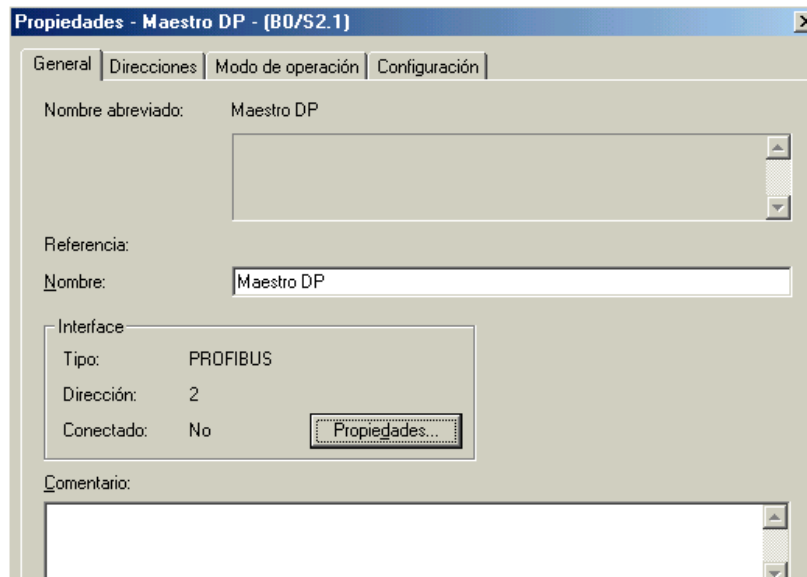 Propiedades - Maestro DP - (B0/S2.1)
General Direcciones Modo de operación Configuración
Nombre abreviado: Maestro DP
Referencia:
Nombre: Maestro DP
Interface
Tipo: PROFIBUS
Dirección: 2
Conectado: No Propiedades...
Comentario: